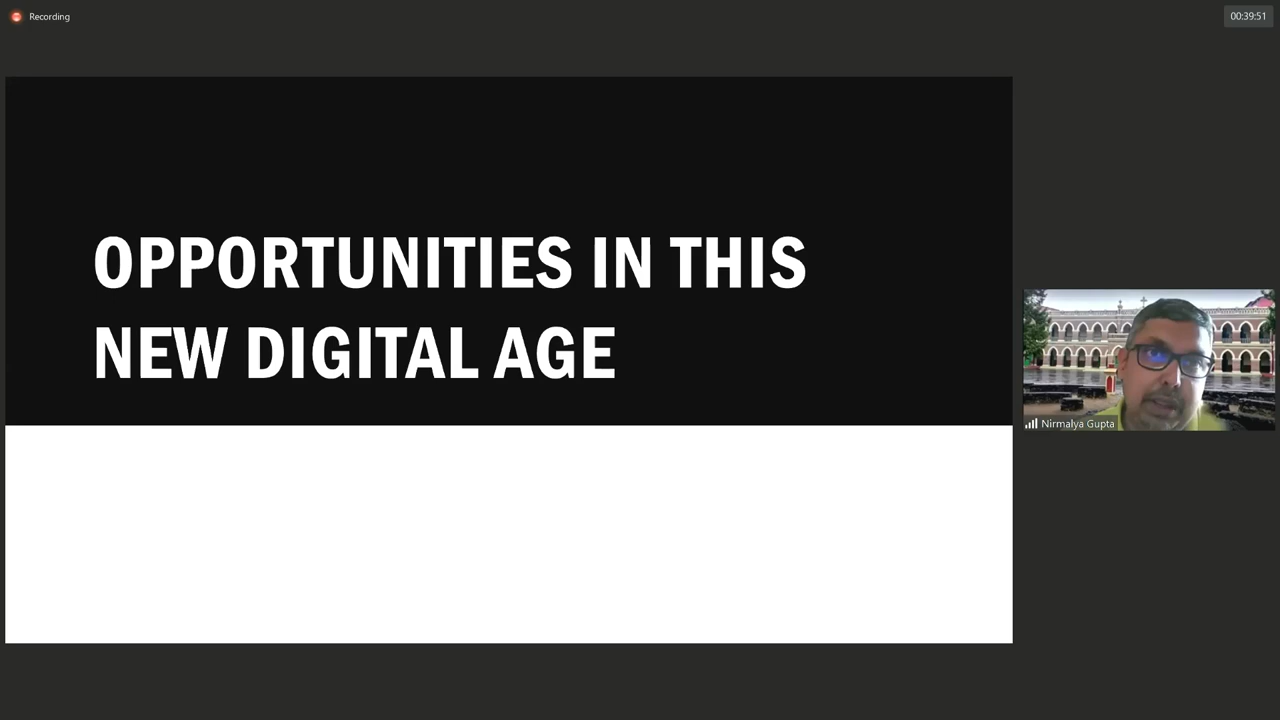 Recording
00:39:51
OPPORTUNITIES IN THIS
NEW DIGITAL AGE
Nirmalya Gupta